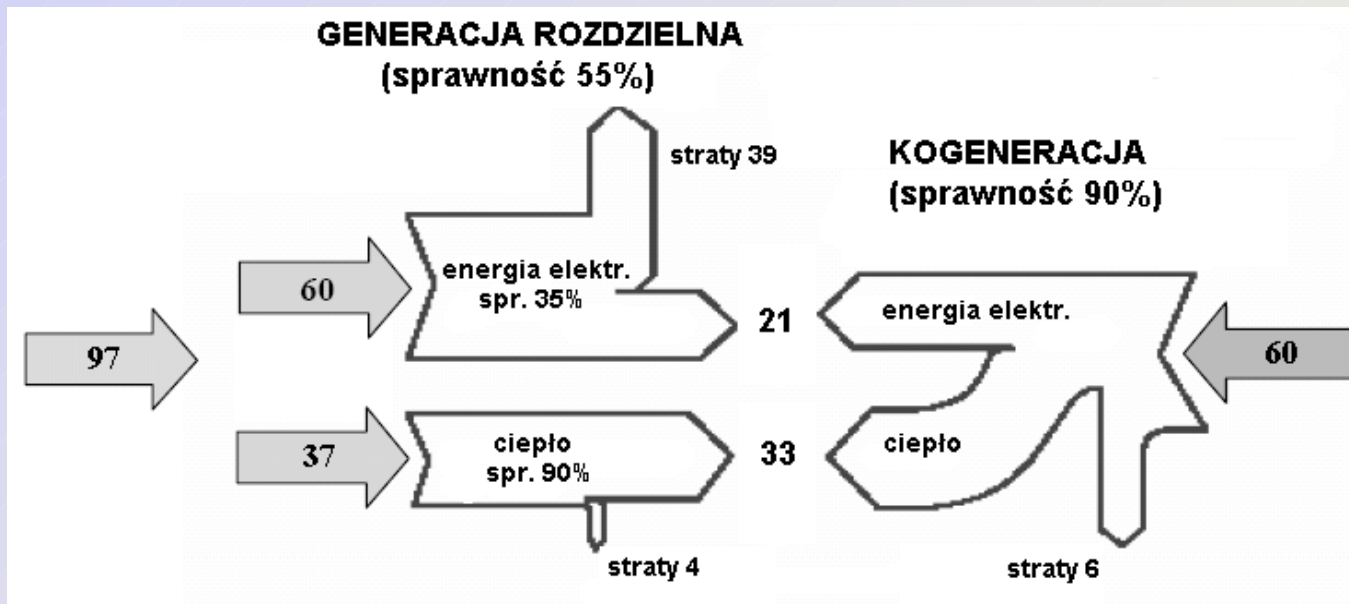 GENERACJA ROZDZIELNA
(sprawność 55%)
straty 39
KOGENERACJA
(sprawność 90%)
97
60
energia elektr.
spr. 35%
21
energia elektr.
60
37
ciepło
spr. 90%
33
ciepło
straty 4
straty 6